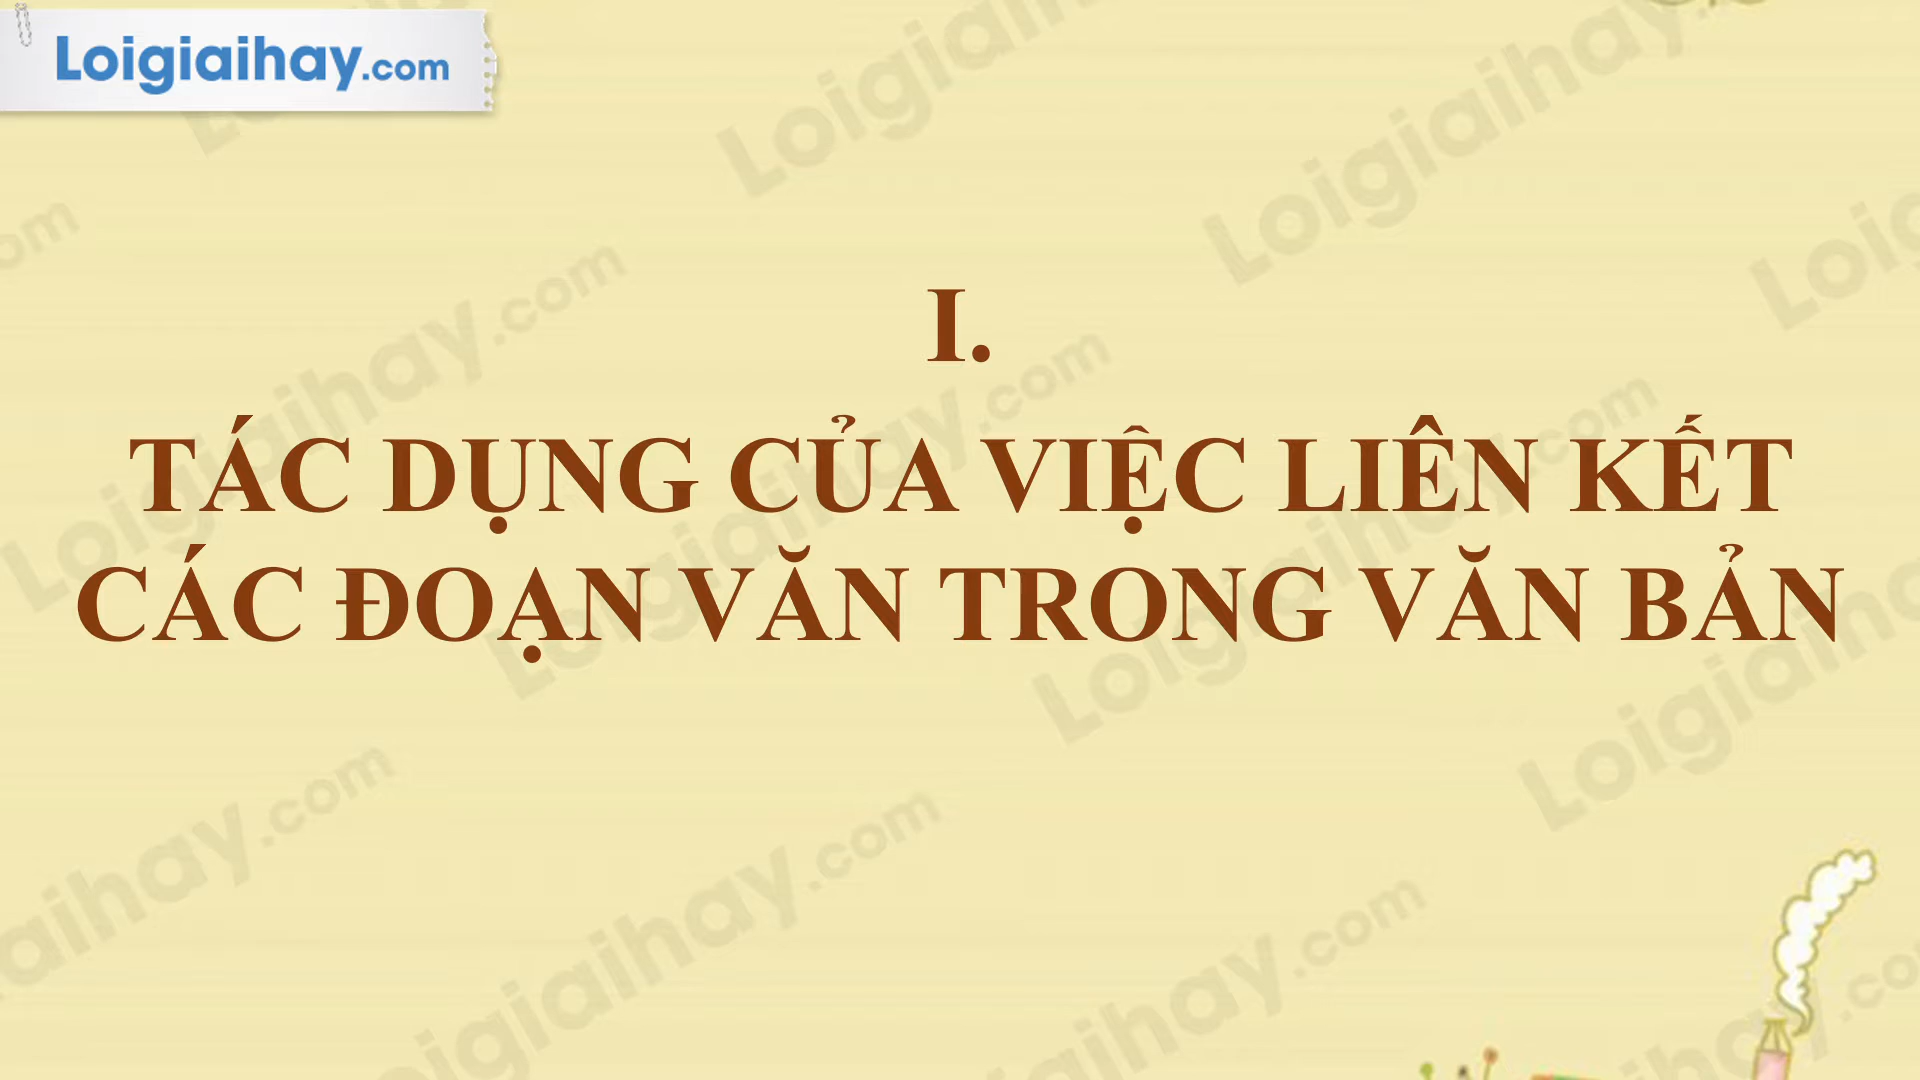 Loigiaihay.com
I.
TÁC DỤNG CỦA VIỆC LIÊN KẾT
CÁC ĐOẠN VĂN TRONG VĂN BẢN